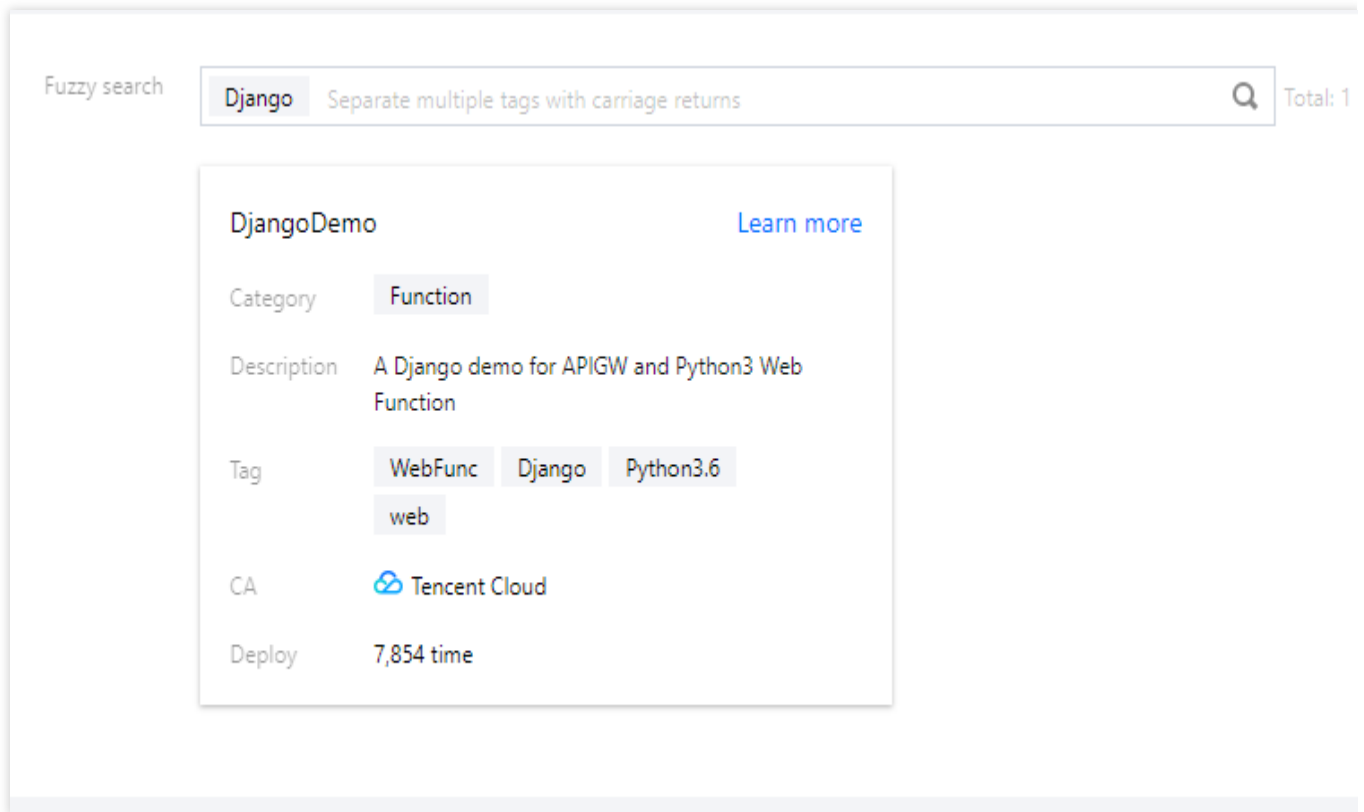 Fuzzy search Django Separate multiple tags with carriage returns Total: 1
DjangoDemo Learn more
Category Function
Description A Django demo for APIGW and Python3 Web
Function
Tag WebFunc Django Python3.6
web
CA Tencent Cloud
Deploy 7,854 time